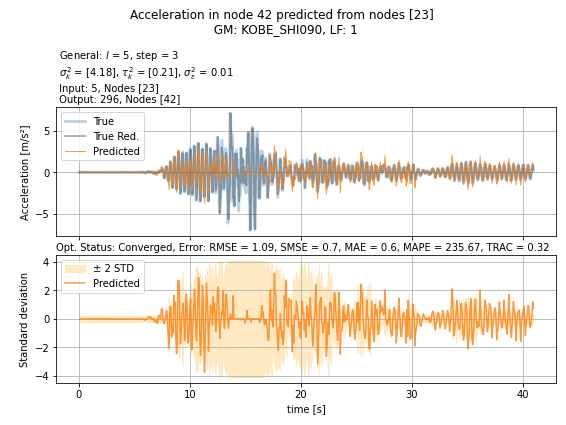 Acceleration in node 42 predicted from nodes [23]
GM: KOBE_SHI090, LF: 1
General: l = 5, step = 3
σ²ₖ = [4.18], τ²ₖ = [0.21], σ²ε = 0.01
Input: 5, Nodes [23]
Output: 296, Nodes [42]
True
True Red.
Predicted
Acceleration [m/s²]
5
0
−5
Opt. Status: Converged, Error: RMSE = 1.09, SMSE = 0.7, MAE = 0.6, MAPE = 235.67, TRAC = 0.32
± 2 STD
Predicted
Standard deviation
4
2
0
−2
−4
0 10 20 30 40
time [s]